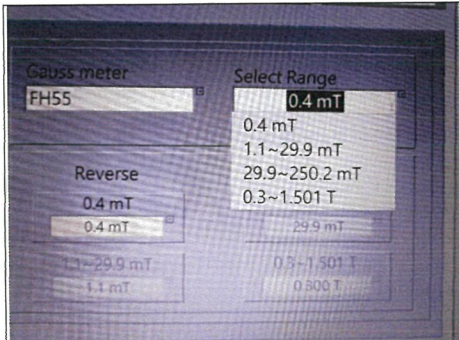 Gauss meter
FH55
Select Range
0.4 mT
0.4 mT
1.1~29.9 mT
29.9~250.2 mT
0.3~1.501 T
Reverse
0.4 mT
0.4 mT
29.9 mT
1.1~29.9 mT
1.1 mT
0.3~1.501 T
0.300 T